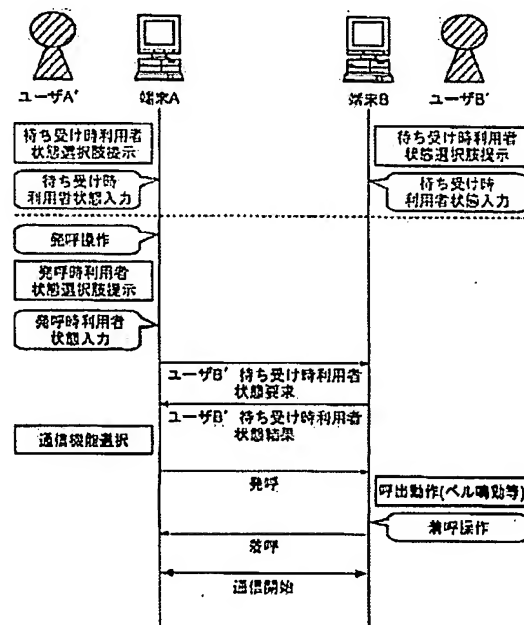 ユーザA'
端末A
端末B
ユーザB'
待ち受け時利用者
状態選択肢提示
待ち受け時利用者
状態選択肢提示
待ち受け時
利用者状態入力
待ち受け時
利用者状態入力
発呼操作
発呼時利用者
状態選択肢提示
発呼時利用者
状態入力
ユーザB' 待ち受け時利用者
状態要求
ユーザB' 待ち受け時利用者
状態結果
通信機能選択
発呼
呼出動作(ベル鳴動等)
着呼操作
着呼
通信開始